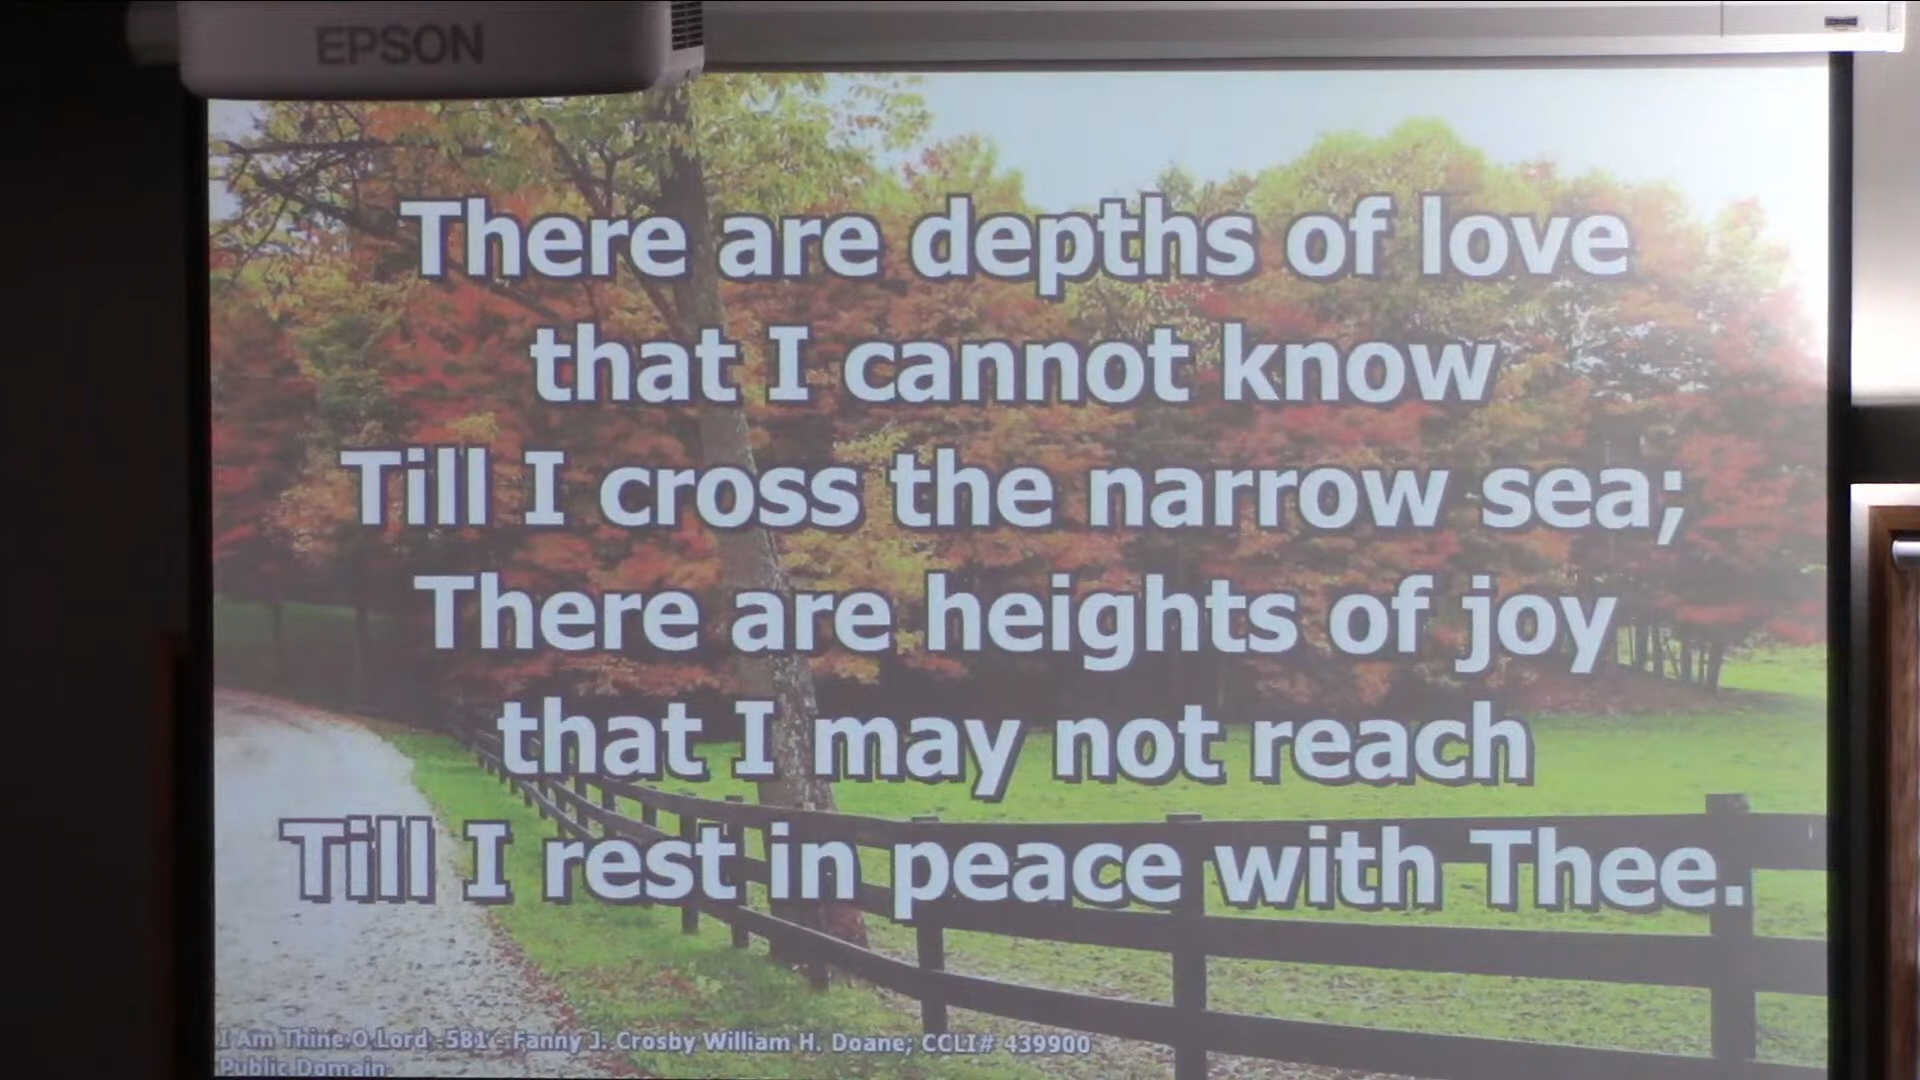 EPSON
There are depths of love
that I cannot know
Till I cross the narrow sea;
There are heights of joy
that I may not reach
Till I rest in peace with Thee.
I Am Thine O Lord -581 - Fanny J. Crosby William H. Doane; CCLI# 439900
Public Domain